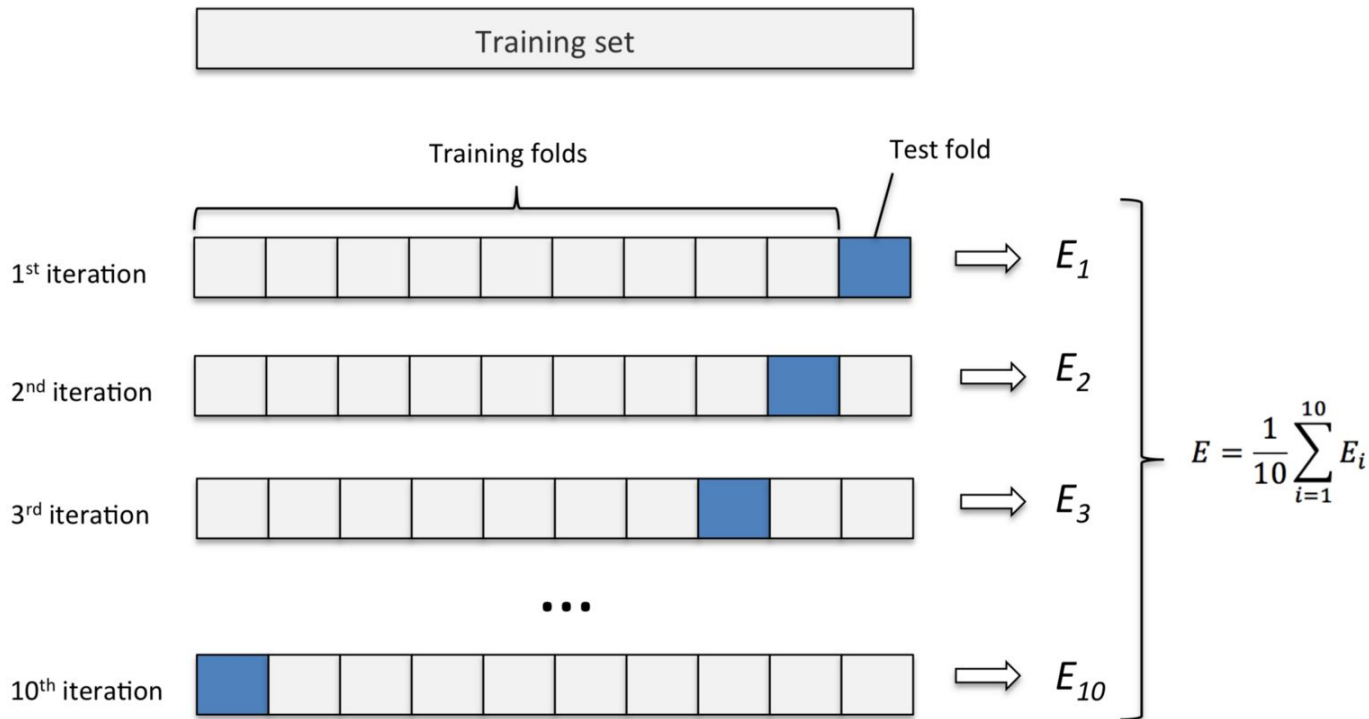 Training set
Training folds
Test fold
1st iteration
E1
2nd iteration
E2
3rd iteration
E3
...
10th iteration
E10
E = 1/10 ∑_{i=1}^{10} E_i